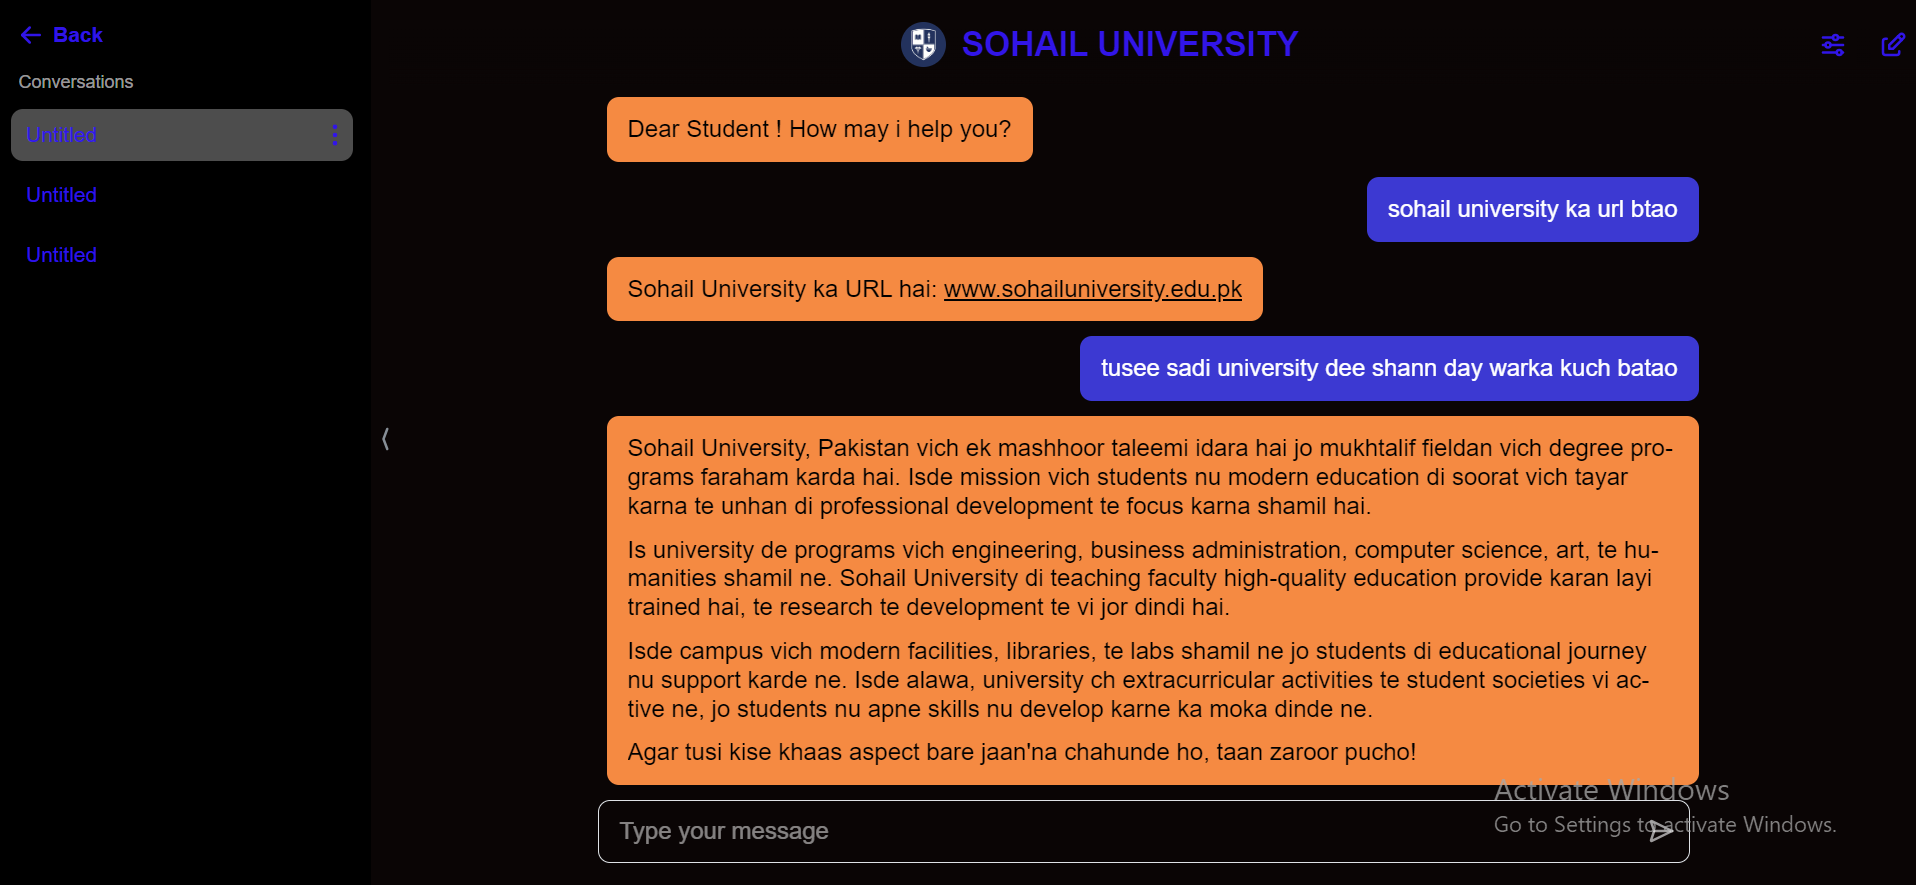 Back
Conversations
Untitled
Untitled
Untitled
SOHAIL UNIVERSITY
Dear Student ! How may i help you?
sohail university ka url btao
Sohail University ka URL hai: www.sohailuniversity.edu.pk
tusee sadi university dee shann day warka kuch batao
Sohail University, Pakistan vich ek mashhoor taleemi idara hai jo mukhtalif fieldan vich degree pro-
grams faraham karda hai. Isde mission vich students nu modern education di soorat vich tayar
karna te unhan di professional development te focus karna shamil hai.
Is university de programs vich engineering, business administration, computer science, art, te hu-
manities shamil ne. Sohail University di teaching faculty high-quality education provide karan layi
trained hai, te research te development te vi jor dindi hai.
Isde campus vich modern facilities, libraries, te labs shamil ne jo students di educational journey
nu support karde ne. Isde alawa, university ch extracurricular activities te student societies vi ac-
tive ne, jo students nu apne skills nu develop karne ka moka dinde ne.
Agar tusi kise khaas aspect bare jaan'na chahunde ho, taan zaroor pucho!
Type your message
Activate Windows
Go to Settings to activate Windows.